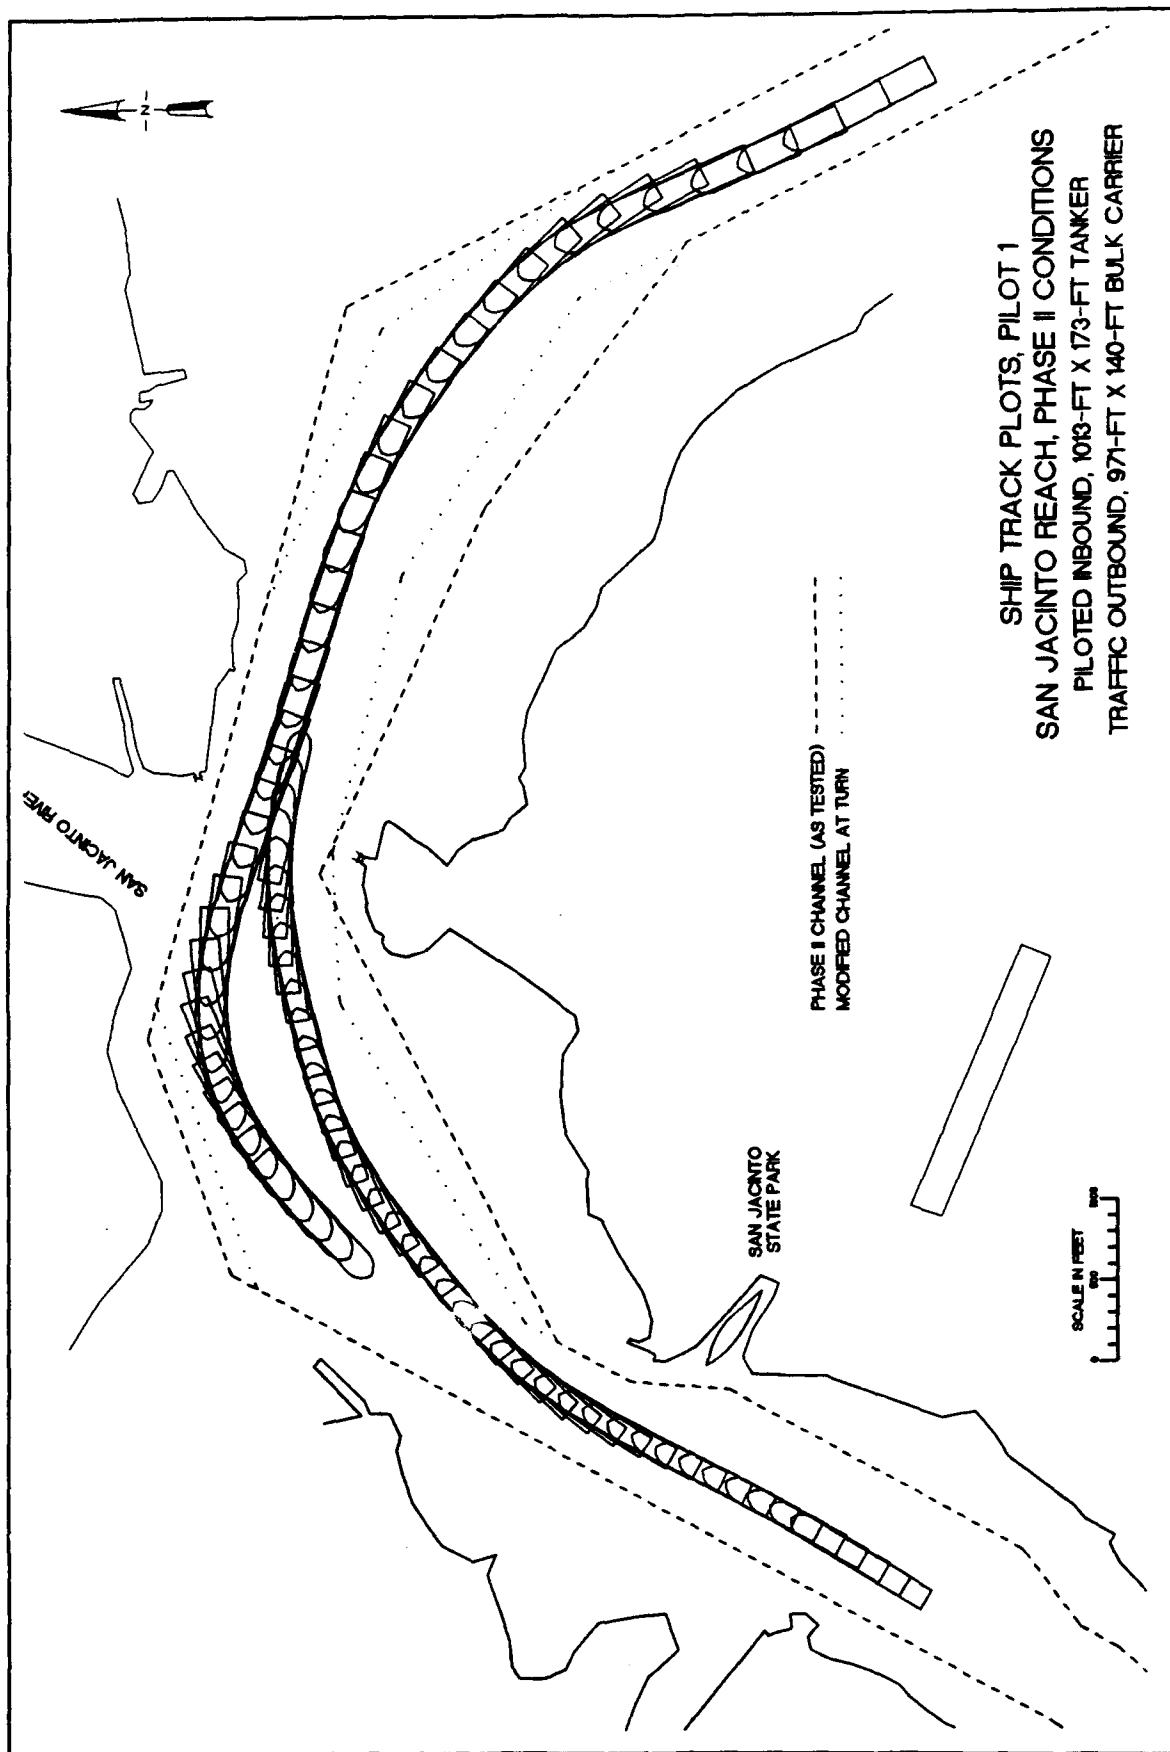 N
SAN JACINTO RIVER
SHIP TRACK PLOTS, PILOT 1
SAN JACINTO REACH, PHASE II CONDITIONS
PILOTED INBOUND, 1013-FT X 173-FT TANKER
TRAFFIC OUTBOUND, 971-FT X 140-FT BULK CARRIER
PHASE II CHANNEL (AS TESTED)
MODIFIED CHANNEL AT TURN
SAN JACINTO
STATE PARK
SCALE IN FEET
0